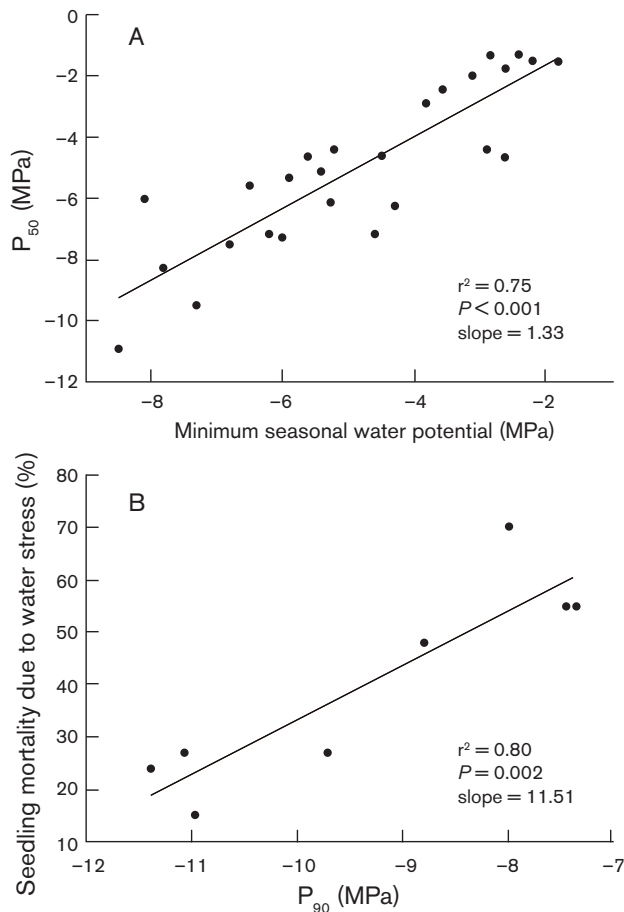 A
0
−2
−4
−6
−8
−10
−12
P50 (MPa)
r² = 0.75
P < 0.001
slope = 1.33
−8
−6
−4
−2
Minimum seasonal water potential (MPa)
B
80
70
60
50
40
30
20
10
Seedling mortality due to water stress (%)
r² = 0.80
P = 0.002
slope = 11.51
−12
−11
−10
−9
−8
−7
P90 (MPa)